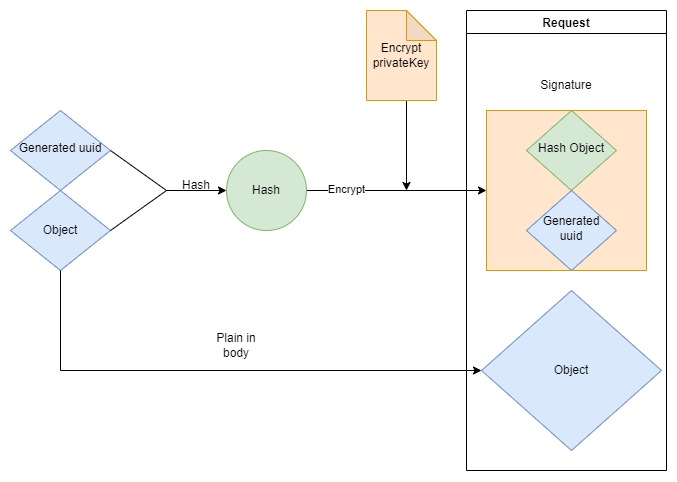 Request
Encrypt
privateKey
Signature
Generated uuid
Hash Object
Hash
Hash
Encrypt
Object
Generated
uuid
Plain in
body
Object